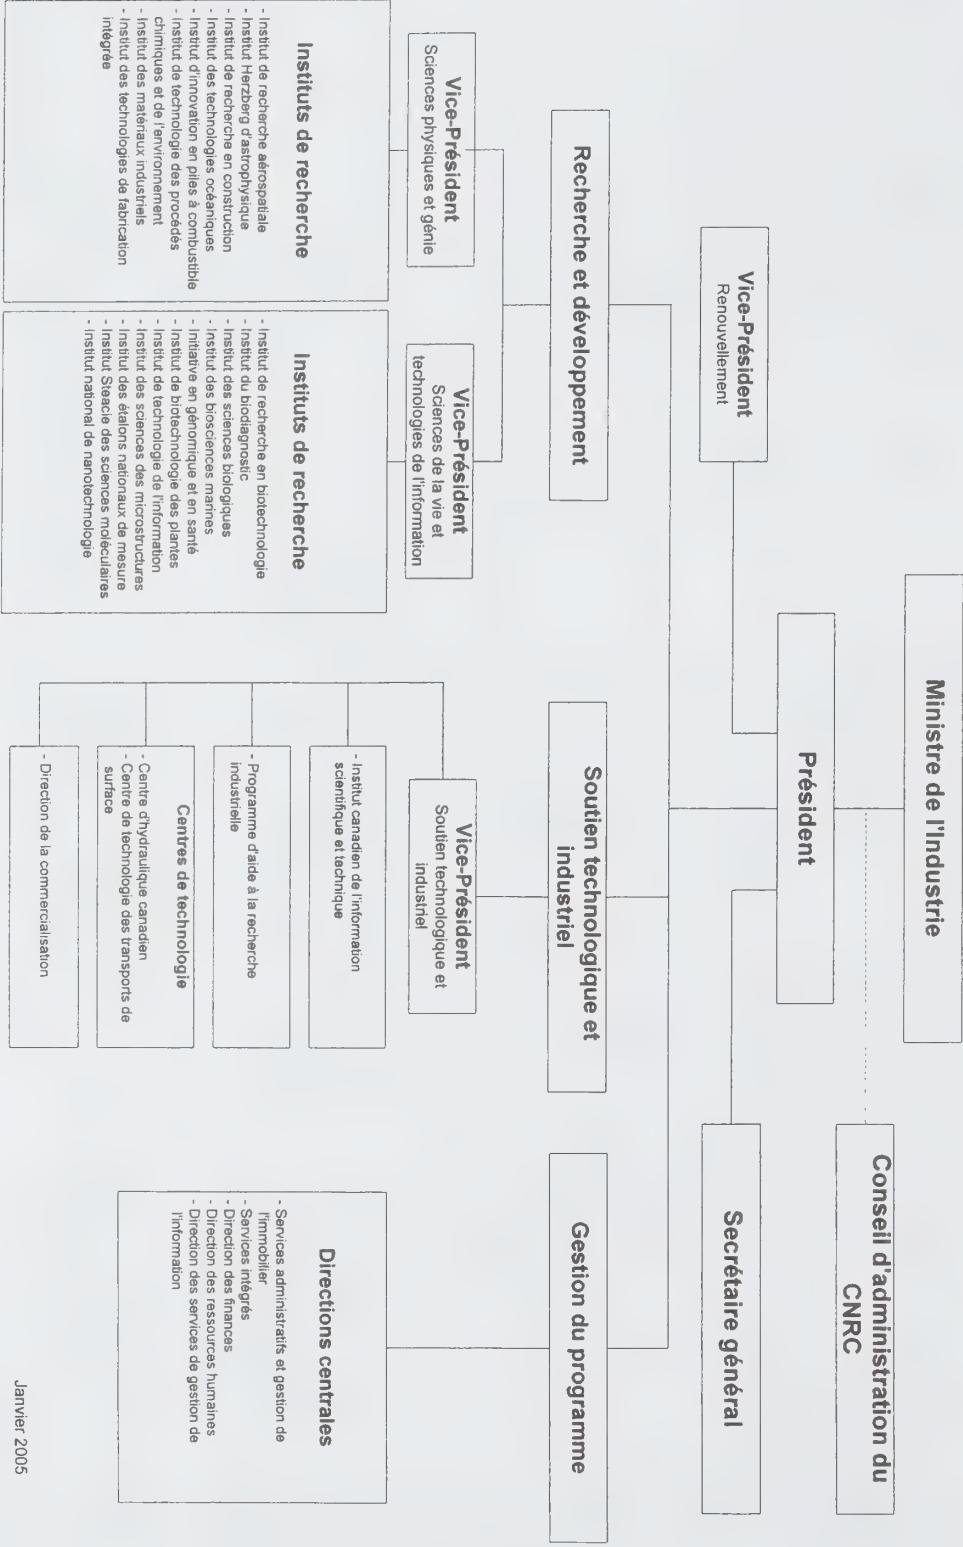 Ministre de l'Industrie
Conseil d'administration du
CNRC
Président
Vice-Président
Renouvellement
Secrétaire général
Recherche et développement
Soutien technologique et
industriel
Gestion du programme
Vice-Président
Sciences physiques et génie
Vice-Président
Sciences de la vie et
technologies de l'information
Vice-Président
Soutien technologique et
industriel
Instituts de recherche
- Institut de recherche aérospatiale
- Institut Herzberg d'astrophysique
- Institut de recherche en construction
- Institut des technologies océaniques
- Institut d'innovation en piles à combustible
- Institut de technologie des procédés
chimiques et de l'environnement
- Institut des matériaux industriels
- Institut des technologies de fabrication
intégrée
Instituts de recherche
- Institut de recherche en biotechnologie
- Institut du biodiagnostic
- Institut des sciences biologiques
- Institut des biosciences marines
- Initiative en génomique et en santé
- Institut de biotechnologie des plantes
- Institut de technologie de l'information
- Institut des sciences des microstructures
- Institut des étalons nationaux de mesure
- Institut Steacie des sciences moléculaires
- Institut national de nanotechnologie
- Institut canadien de l'information
scientifique et technique
- Programme d'aide à la recherche
industrielle
Centres de technologie
- Centre d'hydraulique canadien
- Centre de technologie des transports de
surface
- Direction de la commercialisation
Directions centrales
- Services administratifs et gestion de
l'immobilier
- Services intégrés
- Direction des finances
- Direction des ressources humaines
- Direction des services de gestion de
l'information
Janvier 2005